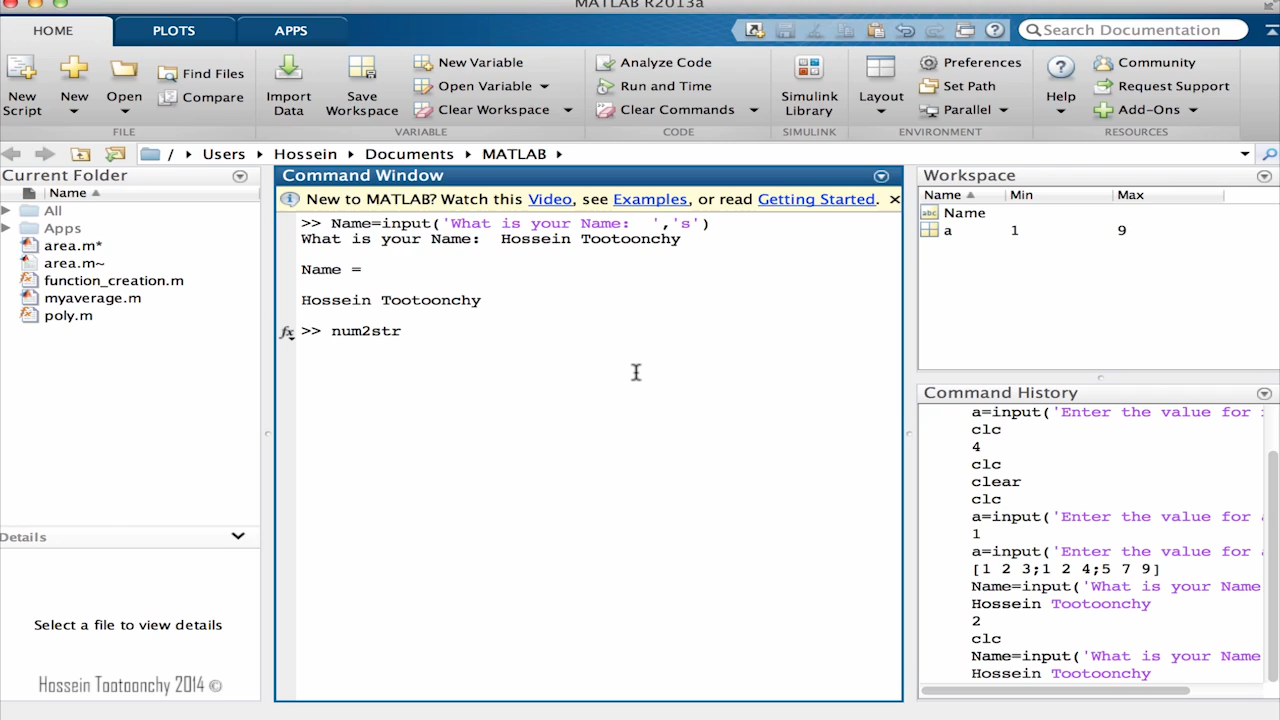 MATLAB R2013a
HOME PLOTS APPS
Search Documentation
New Script
New
Open
Find Files
Compare
FILE
Import Data
Save Workspace
New Variable
Open Variable
Clear Workspace
VARIABLE
Analyze Code
Run and Time
Clear Commands
CODE
Simulink Library
SIMULINK
Layout
Preferences
Set Path
Parallel
ENVIRONMENT
Help
Community
Request Support
Add-Ons
RESOURCES
/ Users Hossein Documents MATLAB
Current Folder
Name
All
Apps
area.m*
area.m~
function_creation.m
myaverage.m
poly.m
Details
Select a file to view details
Hossein Tootoonchy 2014 ©
Command Window
New to MATLAB? Watch this Video, see Examples, or read Getting Started.
>> Name=input('What is your Name:  ','s')
What is your Name:  Hossein Tootoonchy
Name =
Hossein Tootoonchy
fx >> num2str
Workspace
Name Min Max
abc Name
a 1 9
Command History
a=input('Enter the value for
clc
4
clc
clear
clc
a=input('Enter the value for
1
a=input('Enter the value for
[1 2 3;1 2 4;5 7 9]
Name=input('What is your Name
Hossein Tootoonchy
2
clc
Name=input('What is your Name
Hossein Tootoonchy